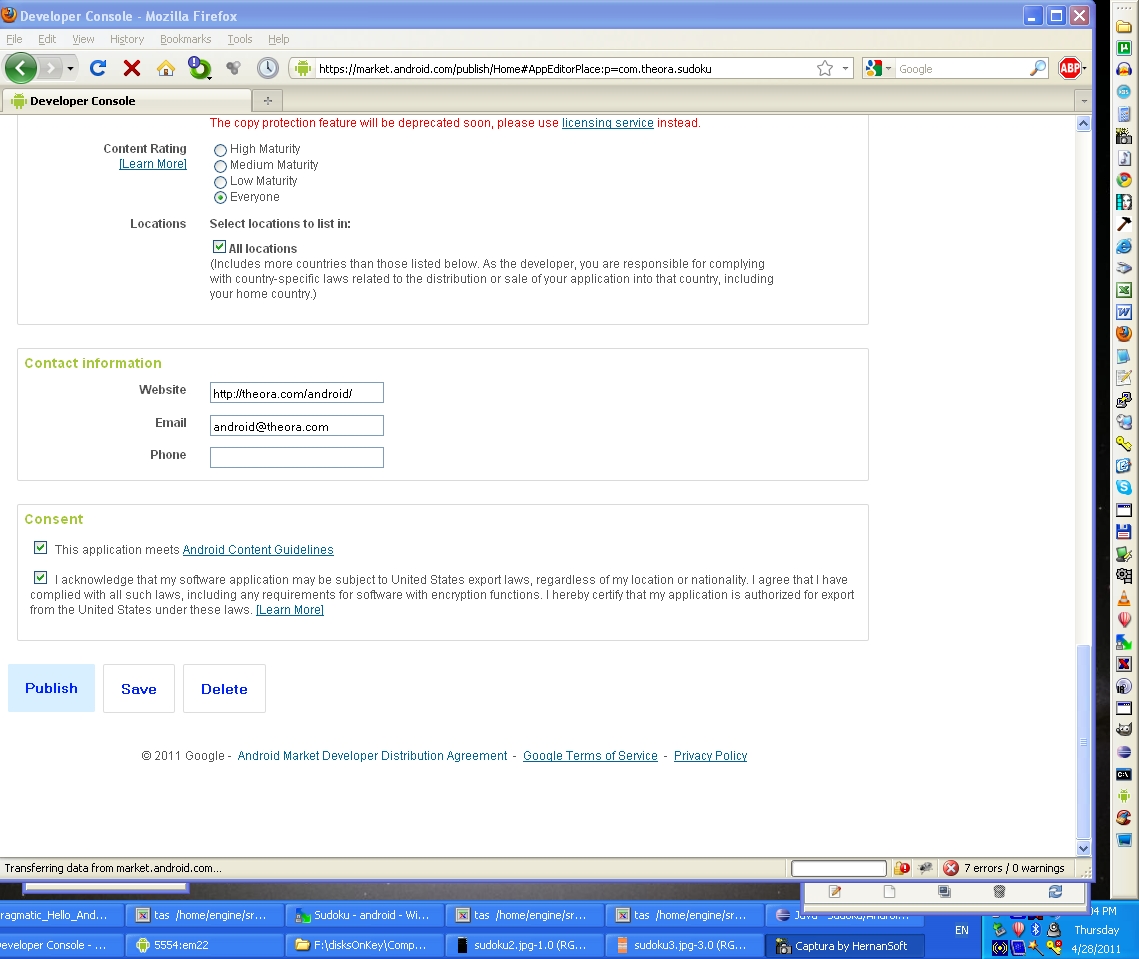 Developer Console - Mozilla Firefox
File Edit View History Bookmarks Tools Help
https://market.android.com/publish/Home#AppEditorPlace:p=com.theora.sudoku
Google
ABP
Developer Console
The copy protection feature will be deprecated soon, please use licensing service instead.
Content Rating
[Learn More]
High Maturity
Medium Maturity
Low Maturity
Everyone
Locations
Select locations to list in:
All locations
(Includes more countries than those listed below. As the developer, you are responsible for complying
with country-specific laws related to the distribution or sale of your application into that country, including
your home country.)
Contact information
Website
http://theora.com/android/
Email
android@theora.com
Phone
Consent
This application meets Android Content Guidelines
I acknowledge that my software application may be subject to United States export laws, regardless of my location or nationality. I agree that I have
complied with all such laws, including any requirements for software with encryption functions. I hereby certify that my application is authorized for export
from the United States under these laws. [Learn More]
Publish Save Delete
© 2011 Google - Android Market Developer Distribution Agreement - Google Terms of Service - Privacy Policy
Transferring data from market.android.com...
7 errors / 0 warnings
ragmatic_Hello_And... tas /home/engine/sr... Sudoku - android - Wi... tas /home/engine/sr... tas /home/engine/sr...
eveloper Console - ... 5554:em22 F:\disksOnKey\Comp... sudoku2.jpg-1.0 (RG... sudoku3.jpg-3.0 (RG... Captura by HernanSoft
EN
04 PM
Thursday
4/28/2011